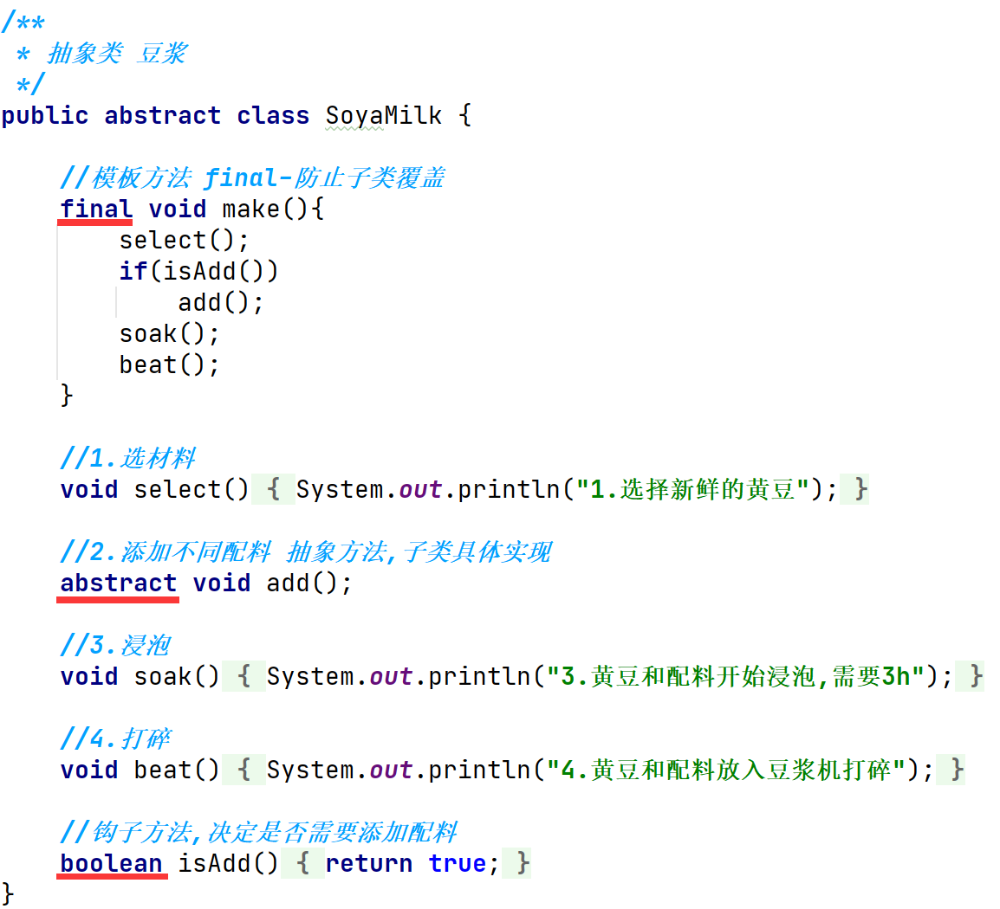 /**
 * 抽象类 豆浆
 */
public abstract class SoyaMilk {
    //模板方法 final-防止子类覆盖
    final void make(){
        select();
        if(isAdd())
            add();
        soak();
        beat();
    }
    //1.选材料
    void select() { System.out.println("1.选择新鲜的黄豆"); }
    //2.添加不同配料 抽象方法,子类具体实现
    abstract void add();
    //3.浸泡
    void soak() { System.out.println("3.黄豆和配料开始浸泡,需要3h"); }
    //4.打碎
    void beat() { System.out.println("4.黄豆和配料放入豆浆机打碎"); }
    //钩子方法,决定是否需要添加配料
    boolean isAdd() { return true; }
}